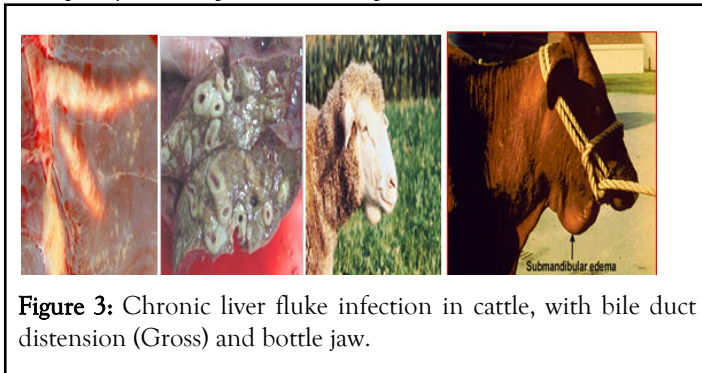 Submandibular edema
Figure 3: Chronic liver fluke infection in cattle, with bile duct
distension (Gross) and bottle jaw.